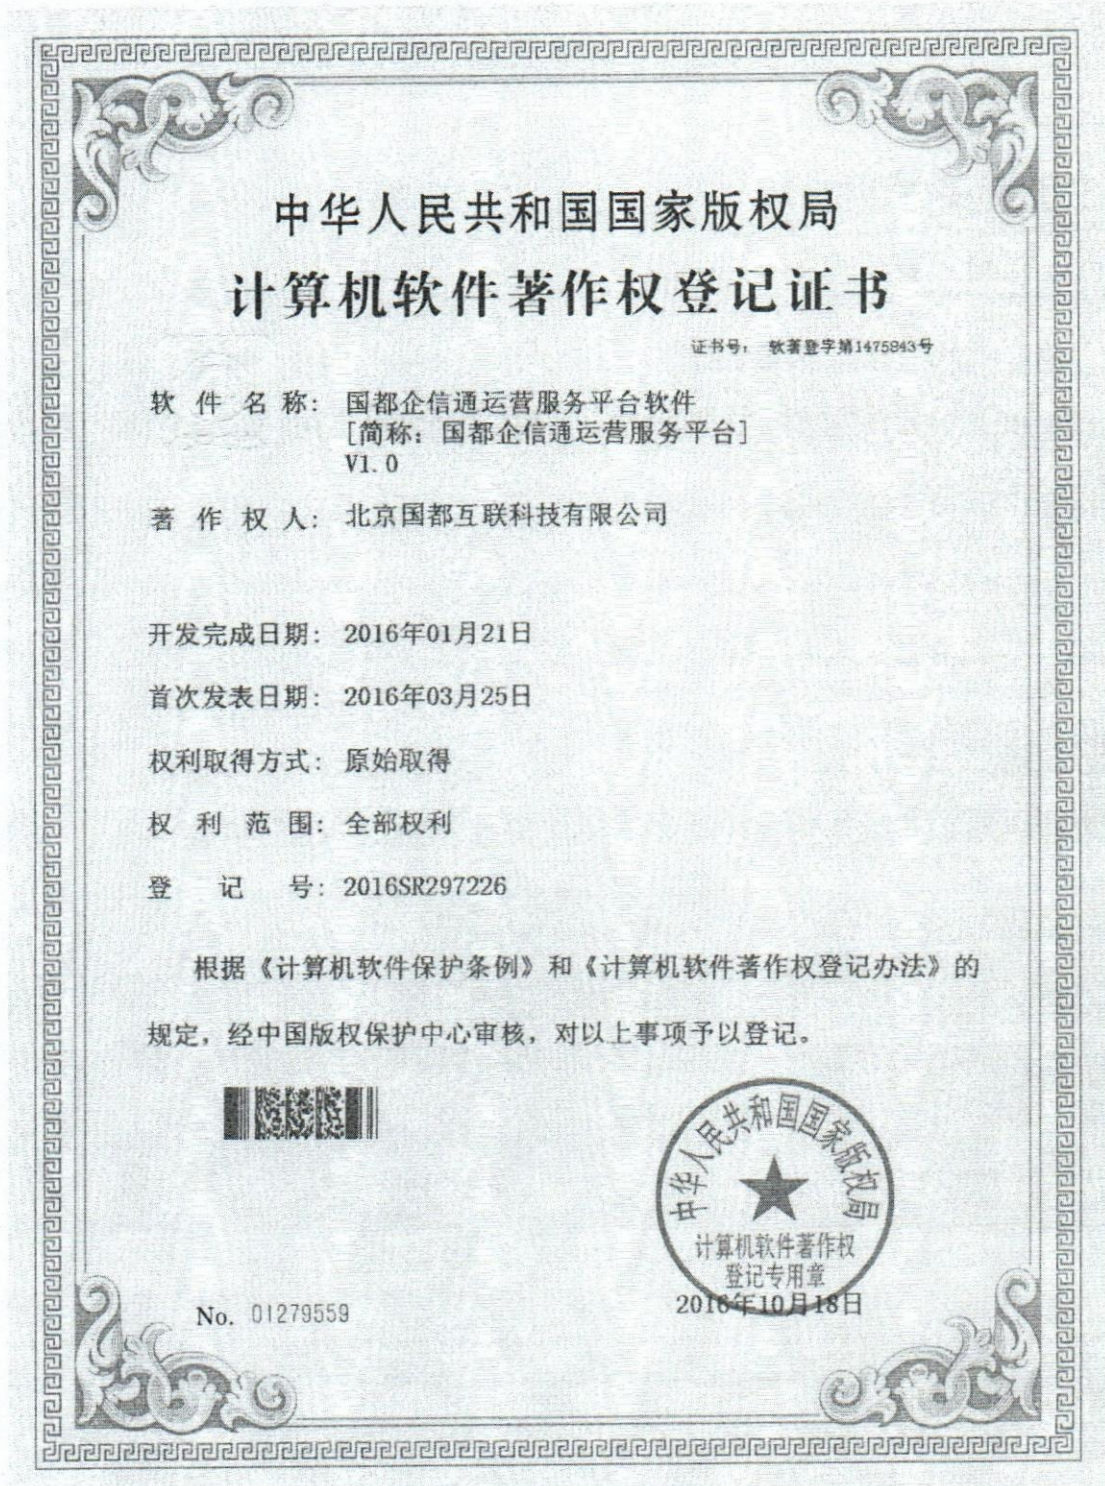 中华人民共和国国家版权局
计算机软件著作权登记证书
证书号： 软著登字第1475843号
软件名称： 国都企信通运营服务平台软件
[简称：国都企信通运营服务平台]
V1.0
著作权人： 北京国都互联科技有限公司
开发完成日期： 2016年01月21日
首次发表日期： 2016年03月25日
权利取得方式： 原始取得
权利范围： 全部权利
登记号： 2016SR297226
根据《计算机软件保护条例》和《计算机软件著作权登记办法》的
规定，经中国版权保护中心审核，对以上事项予以登记。
中华人民共和国国家版权局
计算机软件著作权
登记专用章
2016年10月18日
No. 01279559